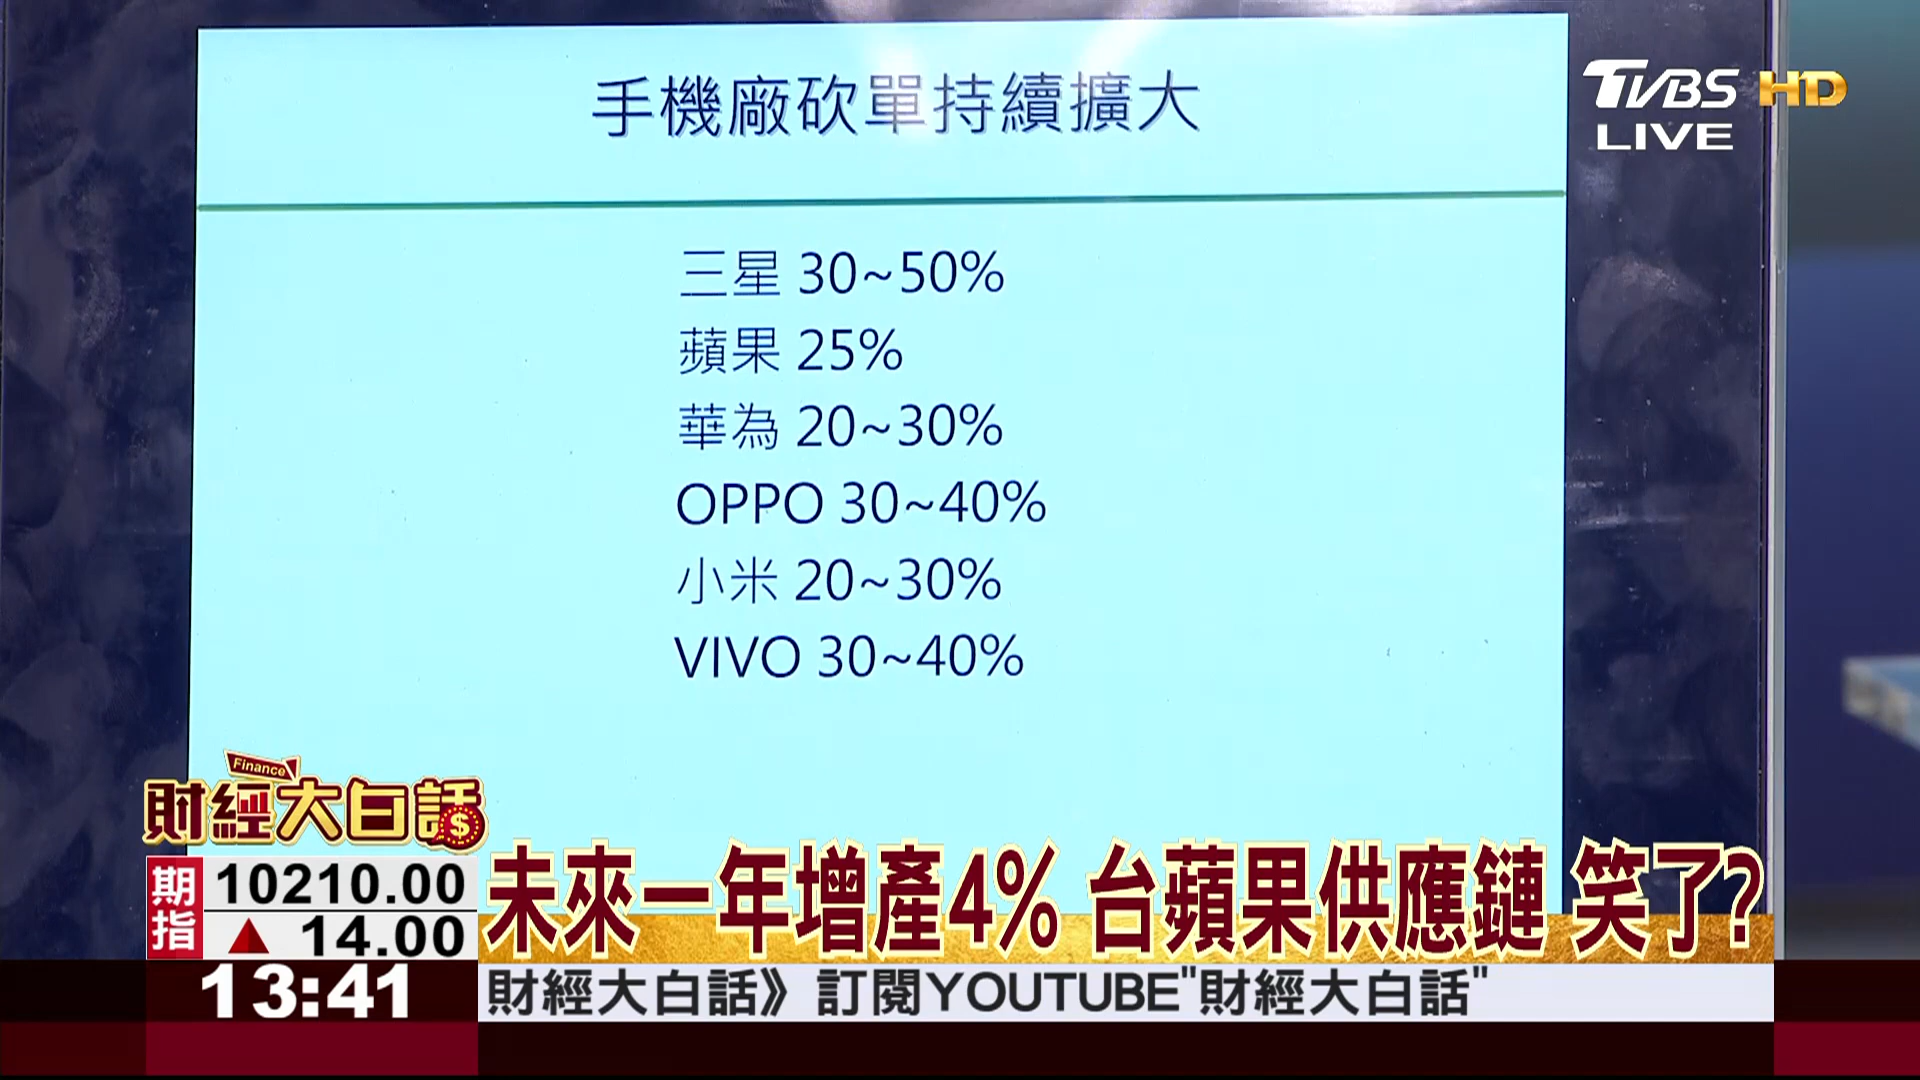 手機廠砍單持續擴大
TVBS HD
LIVE
三星 30~50%
蘋果 25%
華為 20~30%
OPPO 30~40%
小米 20~30%
VIVO 30~40%
Finance
財經大白話
$
期指
10210.00
▲ 14.00
未來一年增產4% 台蘋果供應鏈 笑了?
13:41
財經大白話》訂閱YOUTUBE"財經大白話"